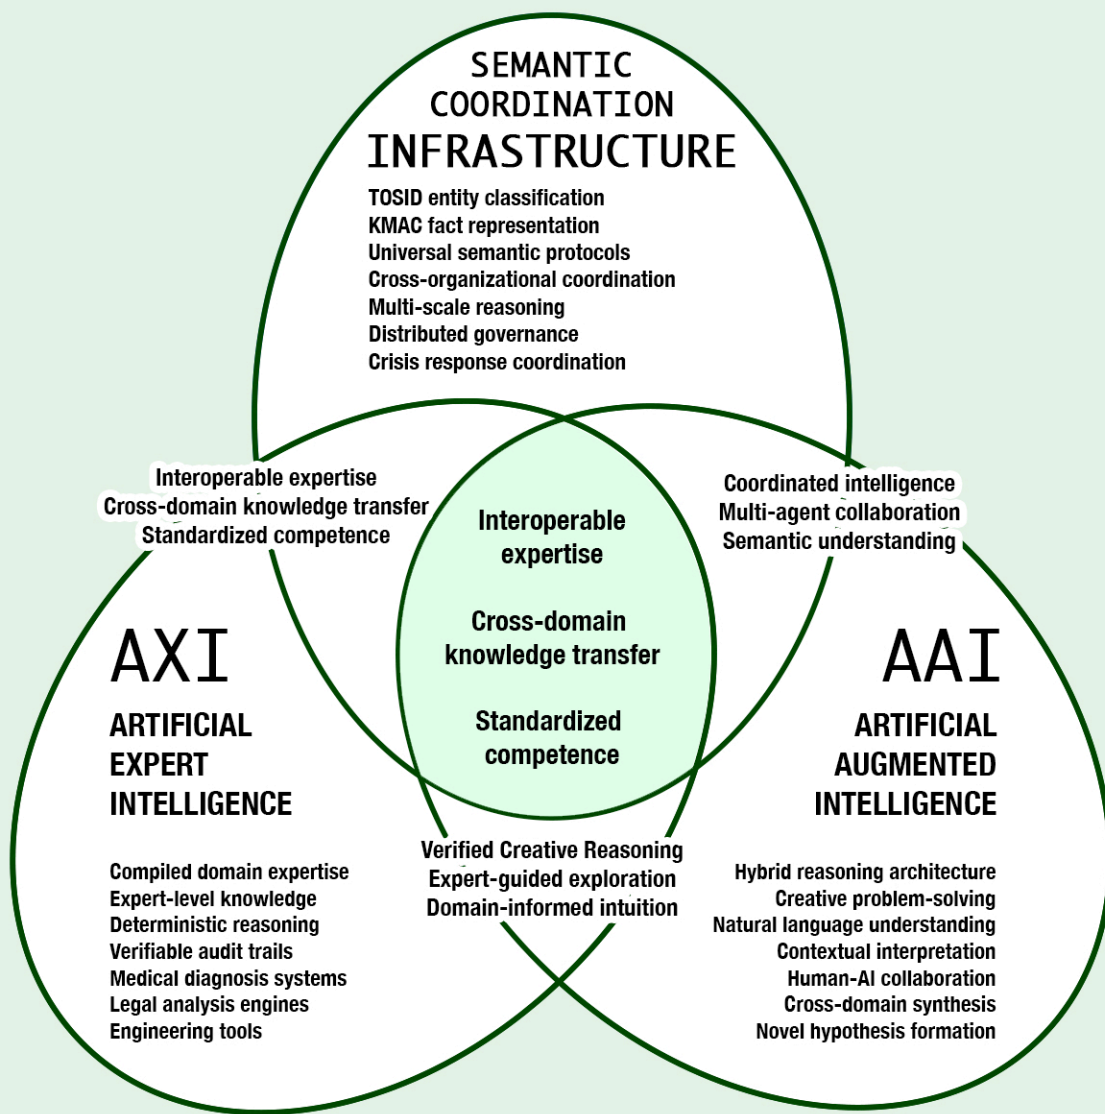 SEMANTIC
COORDINATION
INFRASTRUCTURE
TOSID entity classification
KMAC fact representation
Universal semantic protocols
Cross-organizational coordination
Multi-scale reasoning
Distributed governance
Crisis response coordination
Interoperable expertise
Cross-domain knowledge transfer
Standardized competence
Interoperable
expertise
Cross-domain
knowledge transfer
Standardized
competence
Coordinated intelligence
Multi-agent collaboration
Semantic understanding
AXI
ARTIFICIAL
EXPERT
INTELLIGENCE
Compiled domain expertise
Expert-level knowledge
Deterministic reasoning
Verifiable audit trails
Medical diagnosis systems
Legal analysis engines
Engineering tools
Verified Creative Reasoning
Expert-guided exploration
Domain-informed intuition
AAI
ARTIFICIAL
AUGMENTED
INTELLIGENCE
Hybrid reasoning architecture
Creative problem-solving
Natural language understanding
Contextual interpretation
Human-AI collaboration
Cross-domain synthesis
Novel hypothesis formation